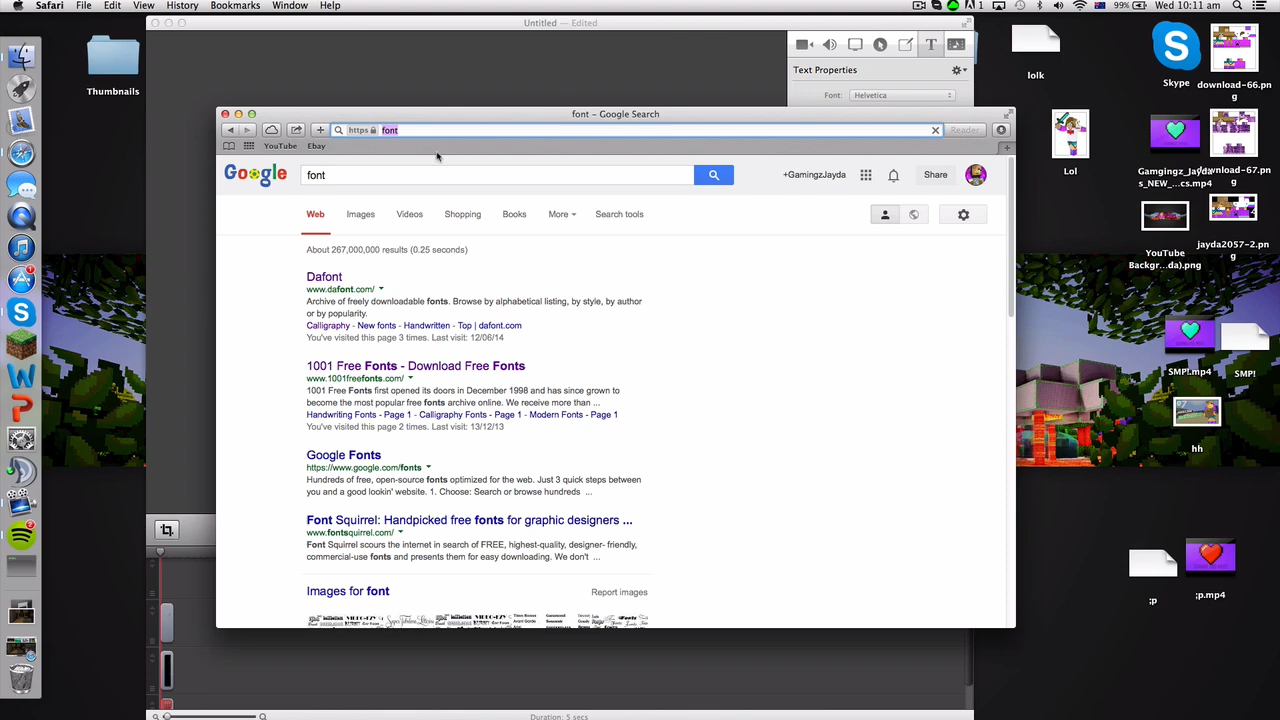 Safari File Edit View History Bookmarks Window Help
1 99% Wed 10:11 am
Untitled — Edited
Thumbnails
Text Properties
Font: Helvetica
lolk
Skype
download-66.pn
g
font – Google Search
https font
Reader
YouTube Ebay
Google
font
+GamingzJayda
Share
Lol
Web Images Videos Shopping Books More Search tools
About 267,000,000 results (0.25 seconds)
Dafont
www.dafont.com/
Archive of freely downloadable fonts. Browse by alphabetical listing, by style, by author
or by popularity.
Calligraphy - New fonts - Handwritten - Top | dafont.com
You've visited this page 3 times. Last visit: 12/06/14
1001 Free Fonts - Download Free Fonts
www.1001freefonts.com/
1001 Free Fonts first opened its doors in December 1998 and has since grown to
become the most popular free fonts archive online. We receive more than ...
Handwriting Fonts - Page 1 - Calligraphy Fonts - Page 1 - Modern Fonts - Page 1
You've visited this page 2 times. Last visit: 13/12/13
Google Fonts
https://www.google.com/fonts
Hundreds of free, open-source fonts optimized for the web. Just 3 quick steps between
you and a good lookin' website. 1. Choose: Search or browse hundreds ...
Font Squirrel: Handpicked free fonts for graphic designers ...
www.fontsquirrel.com/
Font Squirrel scours the internet in search of FREE, highest-quality, designer- friendly,
commercial-use fonts and presents them for easy downloading. We don't ...
Images for font
Report images
Gamgingz_Jayda
s_NEW_...cs.mp4
download-67.pn
g
YouTube
Backgr...da).png
jayda2057-2.pn
g
SMP!.mp4
SMP!
hh
;p
;p.mp4
Duration: 5 secs